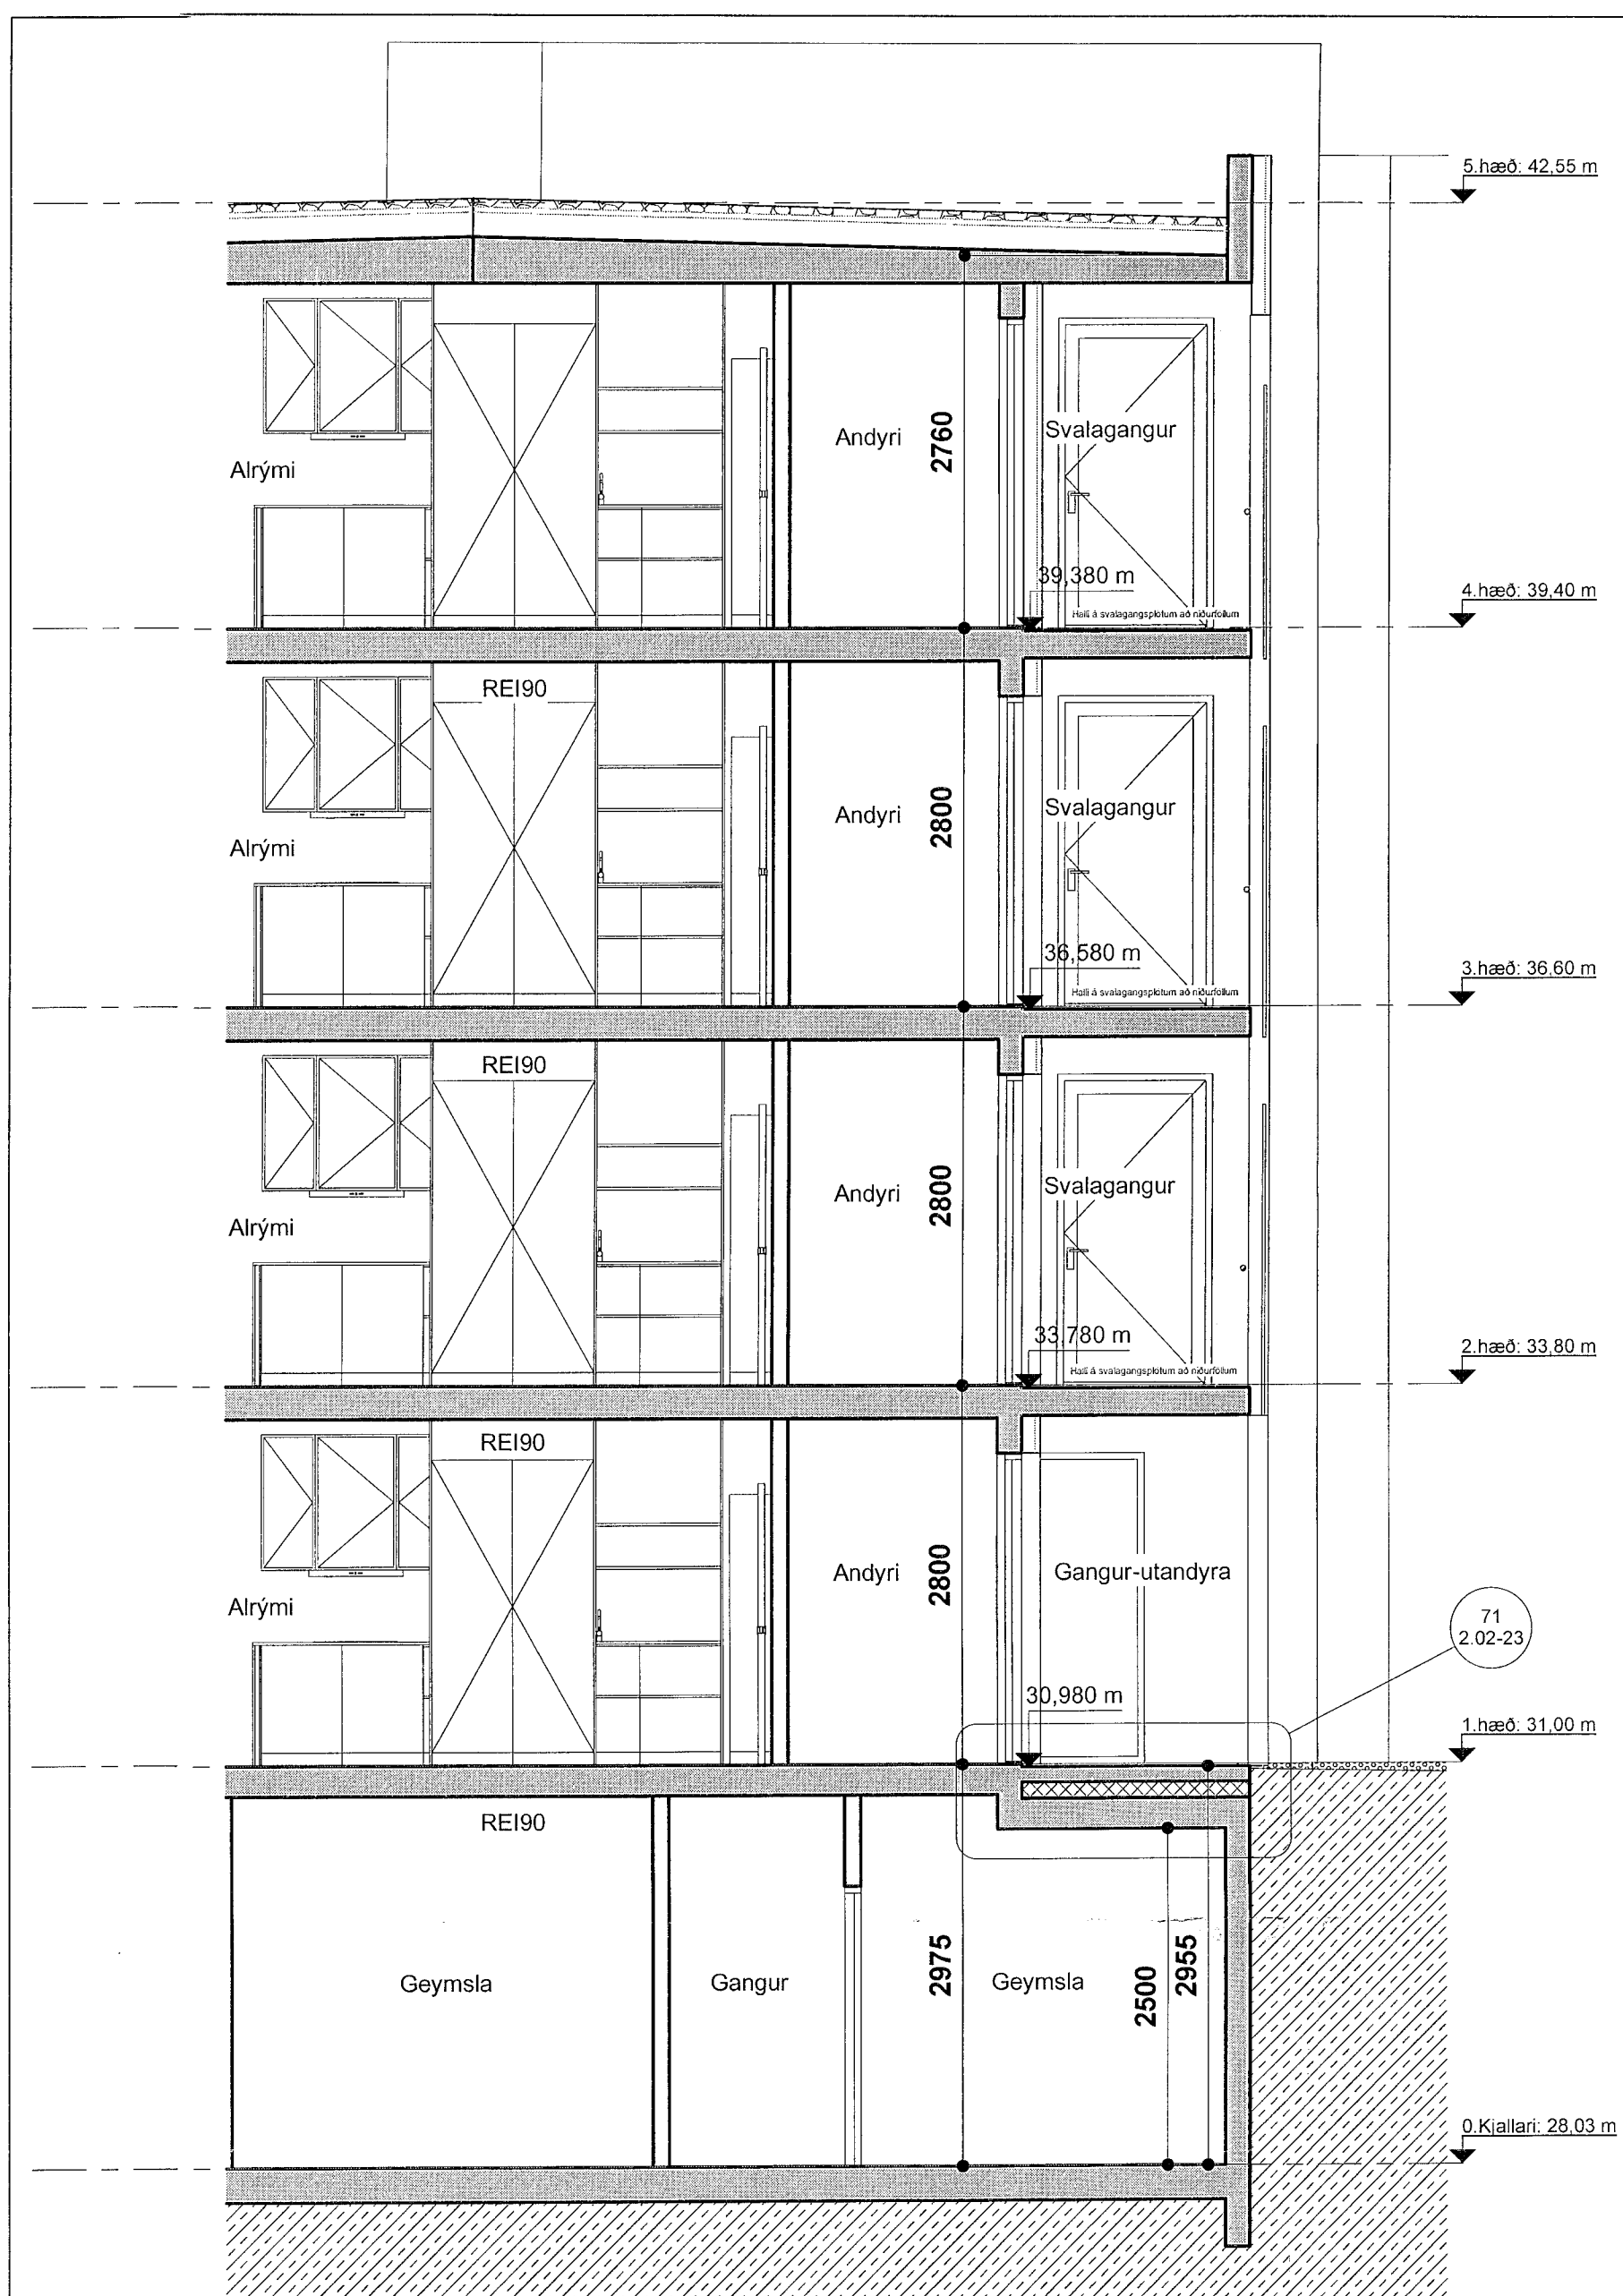 5.hæð: 42,55 m
Andyri
2760
Svalagangur
Alrými
39,380 m
4.hæð: 39,40 m
Halli á svalagangsplötum að niðurföllum
REI90
Andyri
2800
Svalagangur
Alrými
36,580 m
3.hæð: 36,60 m
Halli á svalagangsplötum að niðurföllum
REI90
Andyri
2800
Svalagangur
Alrými
33,780 m
2.hæð: 33,80 m
Halli á svalagangsplötum að niðurföllum
REI90
Andyri
2800
Gangur-utandyra
Alrými
71
2.02-23
30,980 m
1.hæð: 31,00 m
REI90
Geymsla
Gangur
2975
Geymsla
2500
2955
0.Kjallari: 28,03 m